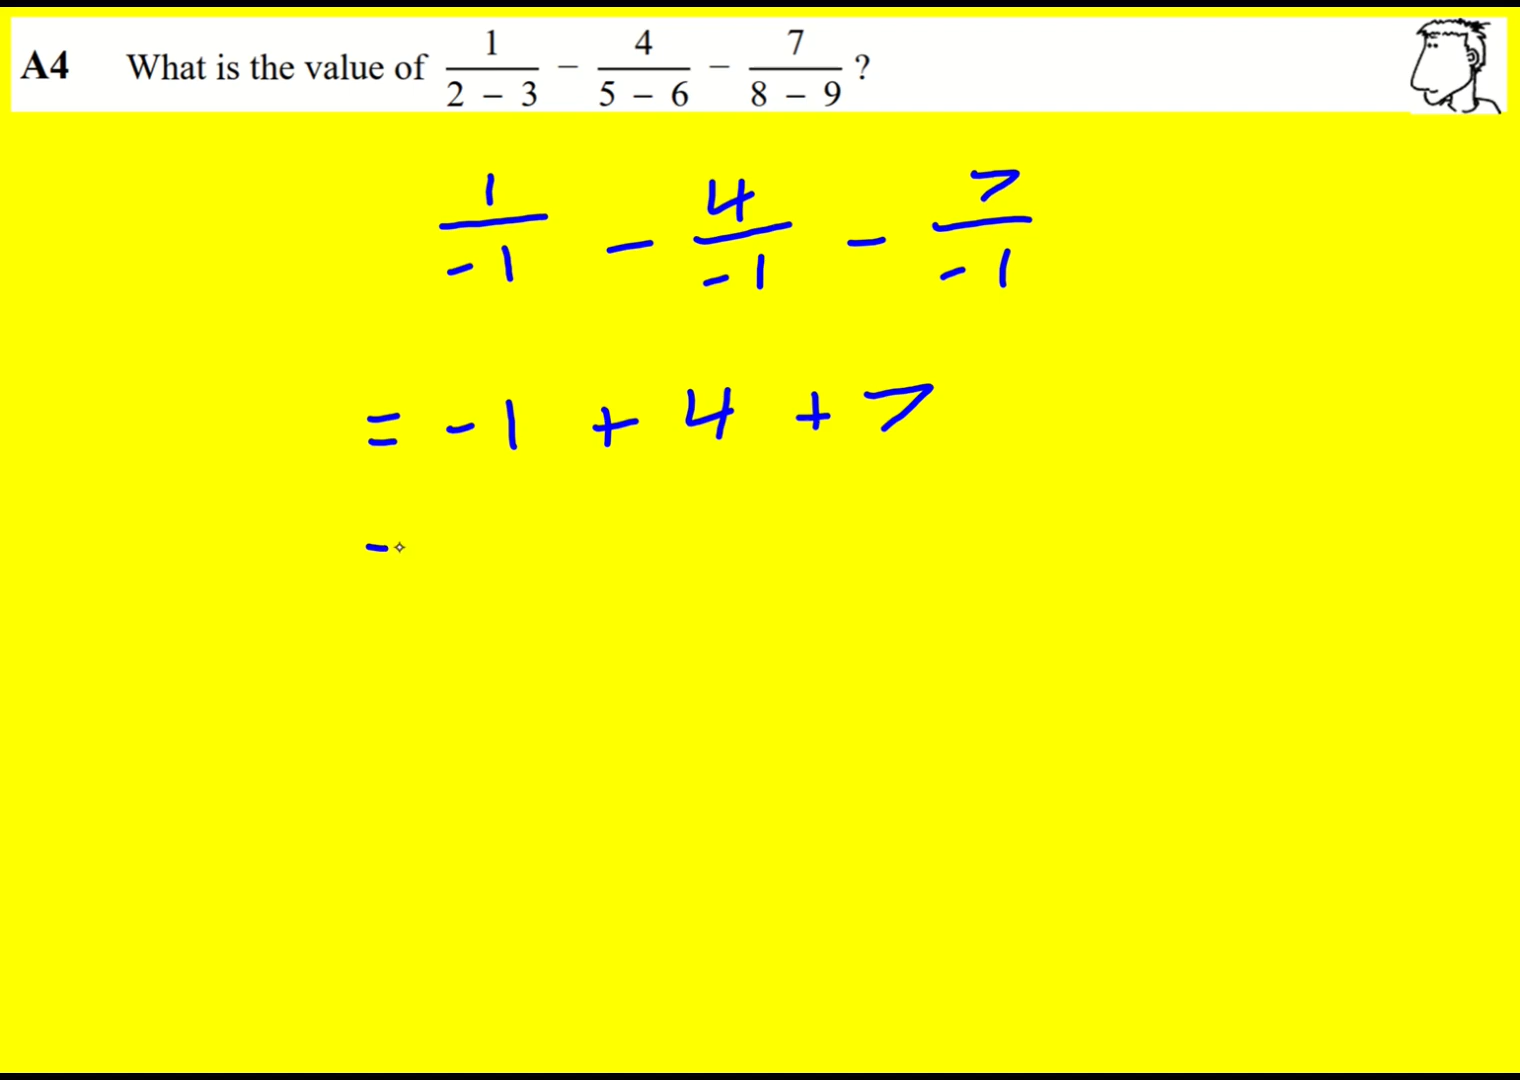 A4 What is the value of 1/(2 – 3) – 4/(5 – 6) – 7/(8 – 9) ?
1/-1 - 4/-1 - 7/-1
= -1 + 4 + 7
-